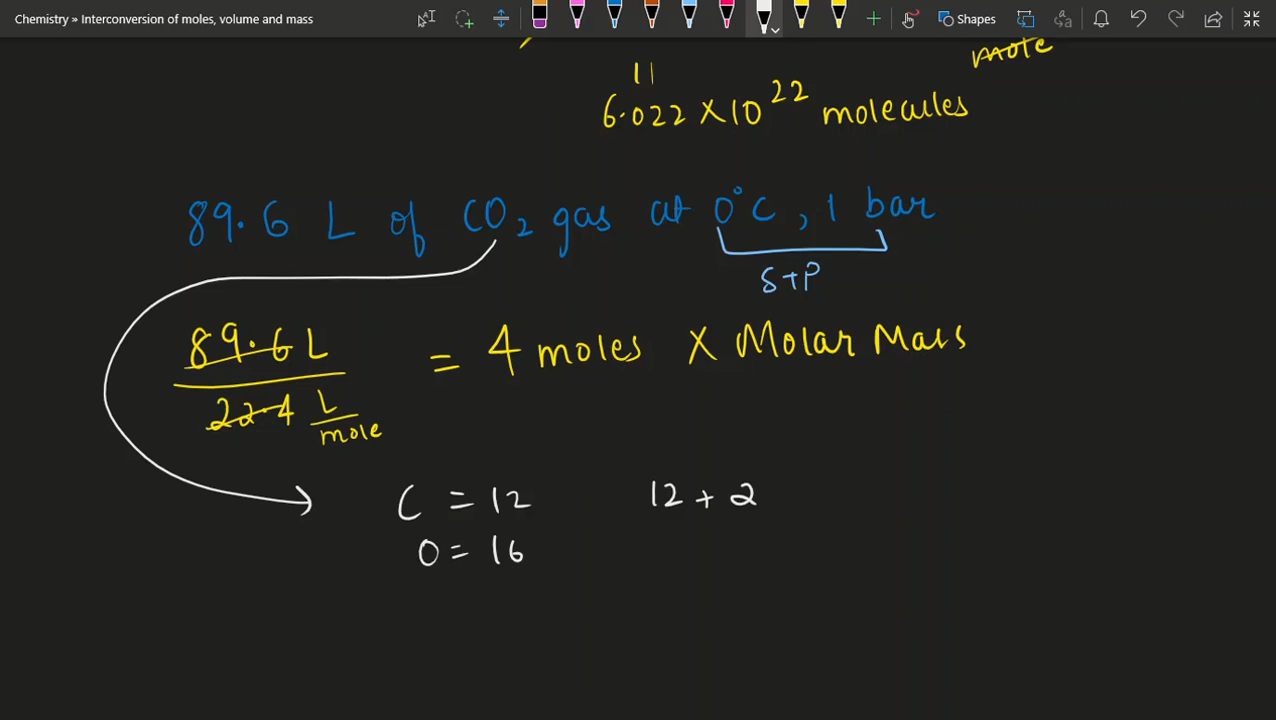 Chemistry » Interconversion of moles, volume and mass
Shapes
mole
11
6.022 × 10^22 molecules
89.6 L of CO₂ gas at 0°C, 1 bar
STP
89.6 L
22.4 L/mole
= 4 moles × Molar Mass
C = 12
12 + 2
O = 16